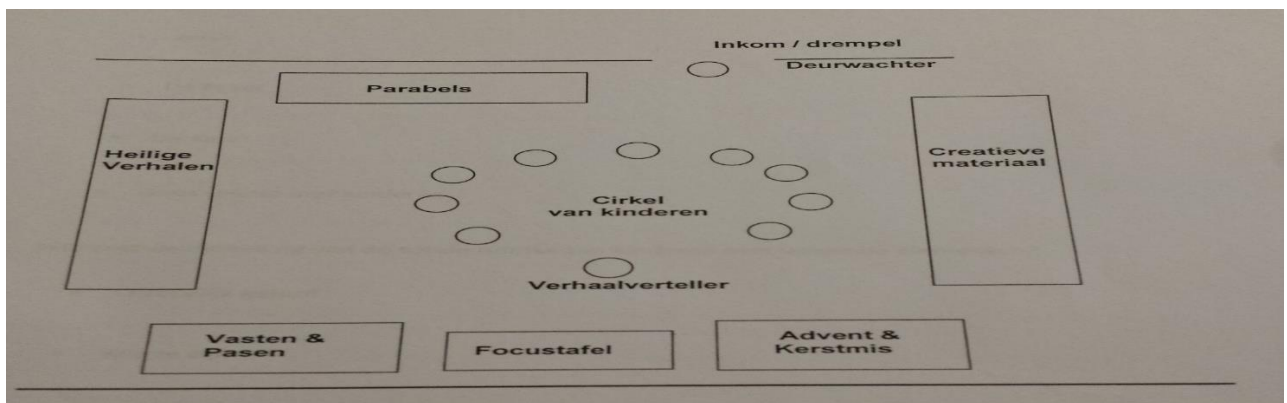 Inkom / drempel
Deurwachter
Parabels
Heilige
Verhalen
Creatieve
materiaal
Cirkel
van kinderen
Verhaalverteller
Vasten &
Pasen
Focustafel
Advent &
Kerstmis